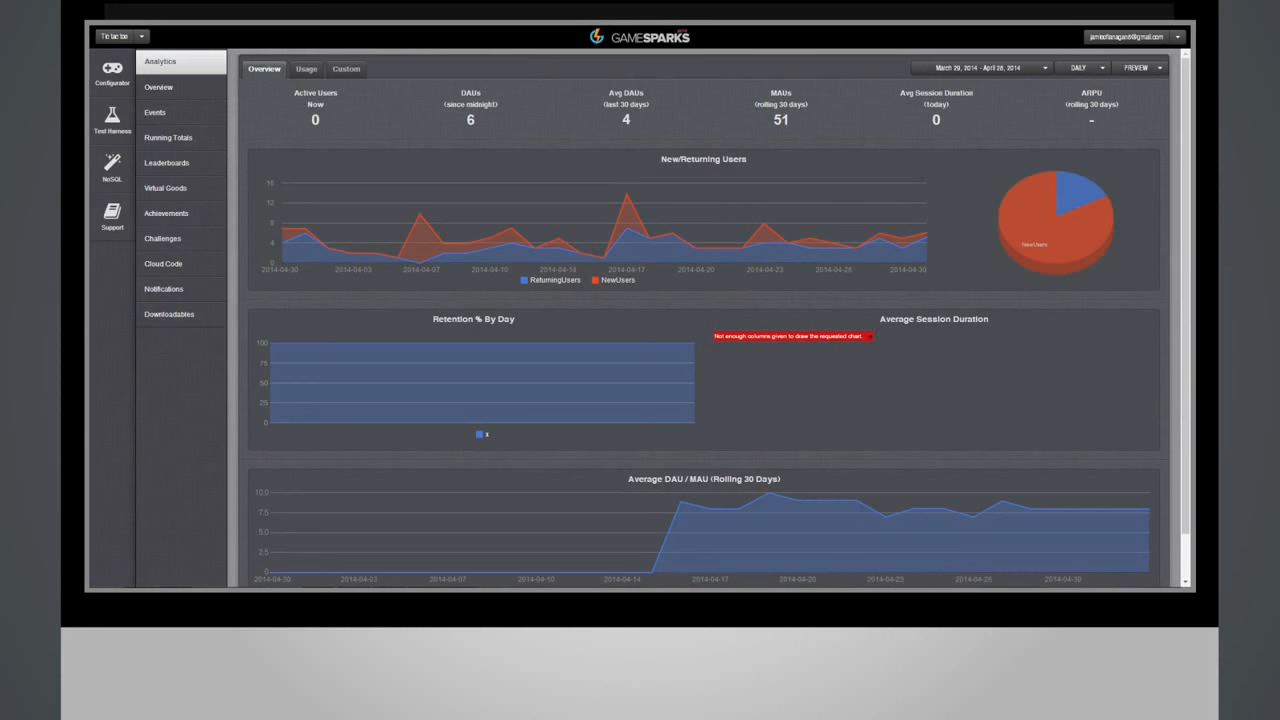 Tic tac toe
GAMESPARKS
BETA
jamieoflanagan6@gmail.com
Configurator
Test Harness
NoSQL
Support
Analytics
Overview
Events
Running Totals
Leaderboards
Virtual Goods
Achievements
Challenges
Cloud Code
Notifications
Downloadables
Overview Usage Custom
March 29, 2014 - April 28, 2014 DAILY PREVIEW
Active Users
Now
0
DAUs
(since midnight)
6
Avg DAUs
(last 30 days)
4
MAUs
(rolling 30 days)
51
Avg Session Duration
(today)
0
ARPU
(rolling 30 days)
-
New/Returning Users
16
12
8
4
0
2014-04-30 2014-04-03 2014-04-07 2014-04-10 2014-04-14 2014-04-17 2014-04-20 2014-04-23 2014-04-28 2014-04-30
ReturningUsers NewUsers
NewUsers
Retention % By Day
100
75
50
25
0
x
Average Session Duration
Not enough columns given to draw the requested chart. ×
Average DAU / MAU (Rolling 30 Days)
10.0
7.5
5.0
2.5
0
2014-04-30 2014-04-03 2014-04-07 2014-04-10 2014-04-14 2014-04-17 2014-04-20 2014-04-23 2014-04-28 2014-04-30